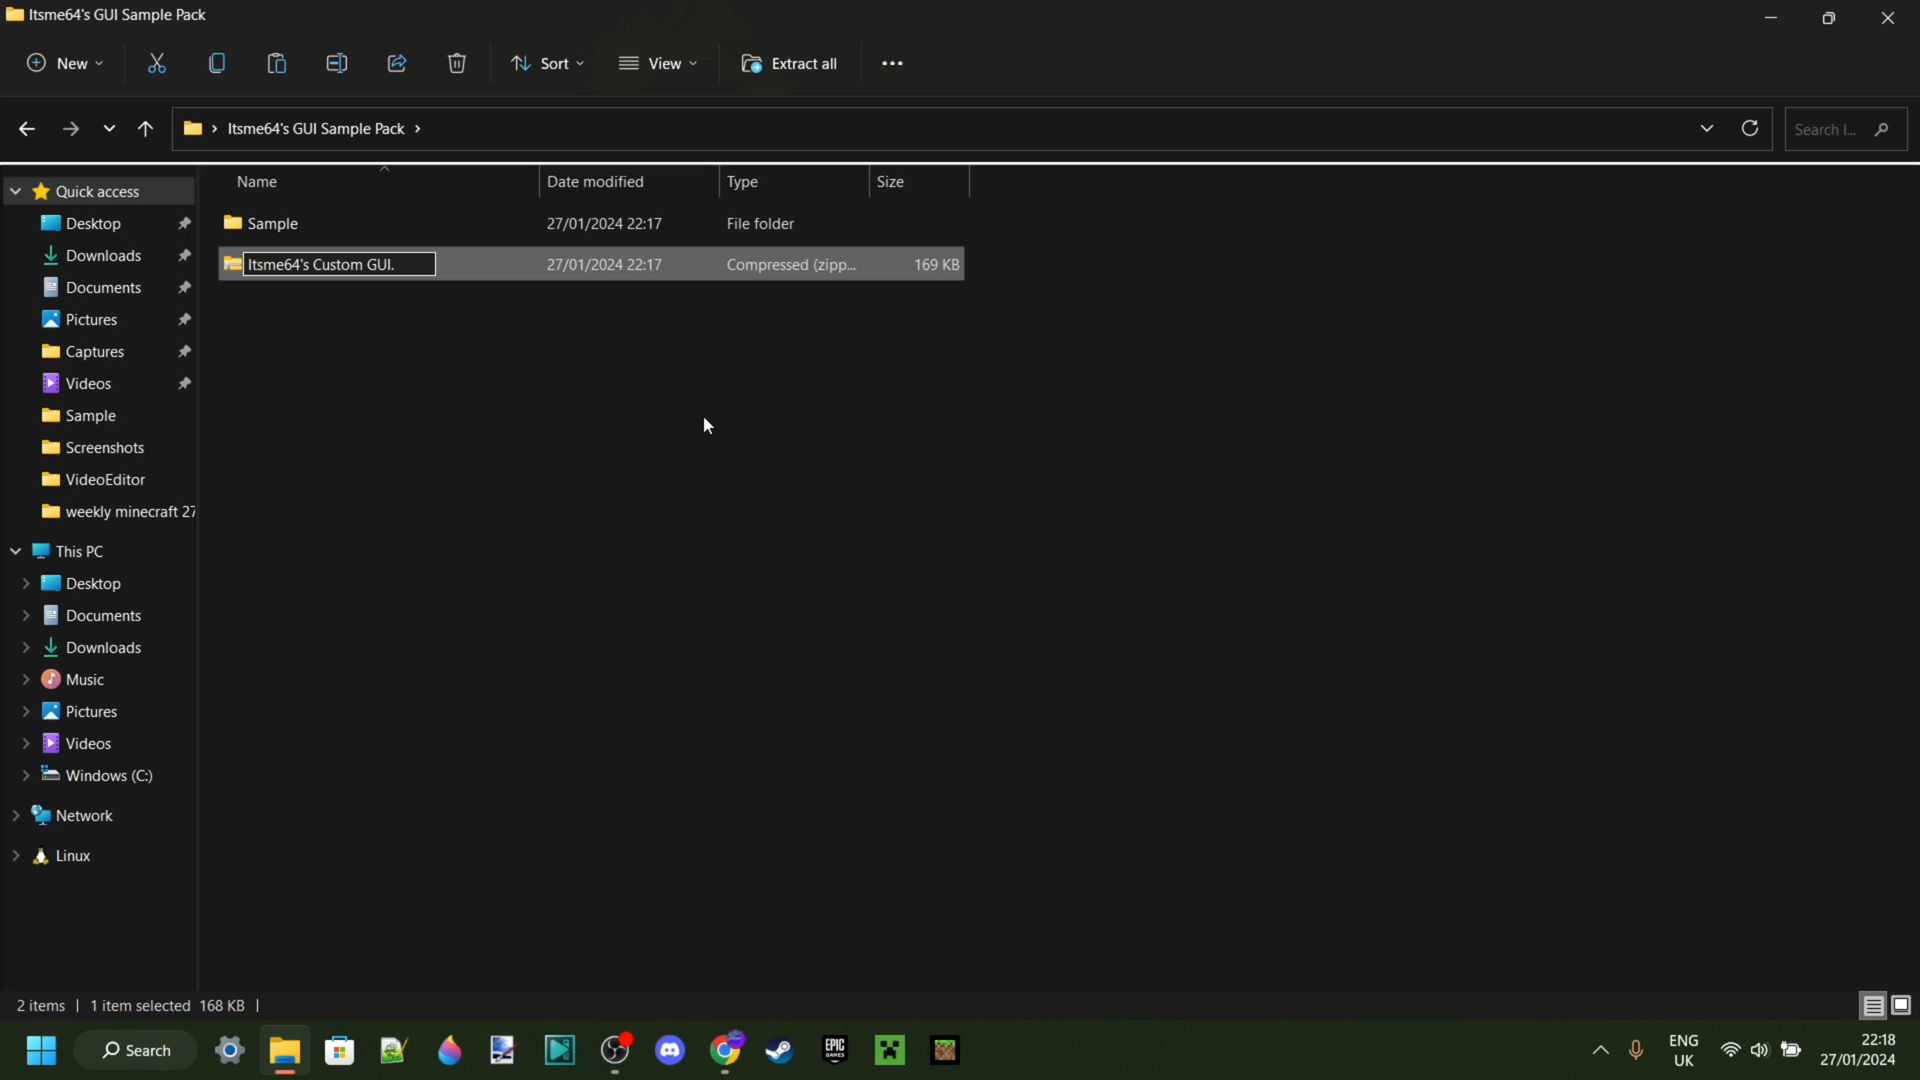 Itsme64's GUI Sample Pack
New
Sort
View
Extract all
Itsme64's GUI Sample Pack
Search I...
Name Date modified Type Size
Sample 27/01/2024 22:17 File folder
Itsme64's Custom GUI. 27/01/2024 22:17 Compressed (zipp... 169 KB
Quick access
Desktop
Downloads
Documents
Pictures
Captures
Videos
Sample
Screenshots
VideoEditor
weekly minecraft 27
This PC
Desktop
Documents
Downloads
Music
Pictures
Videos
Windows (C:)
Network
Linux
2 items 1 item selected 168 KB
Search
EPIC
GAMES
ENG
UK
22:18
27/01/2024